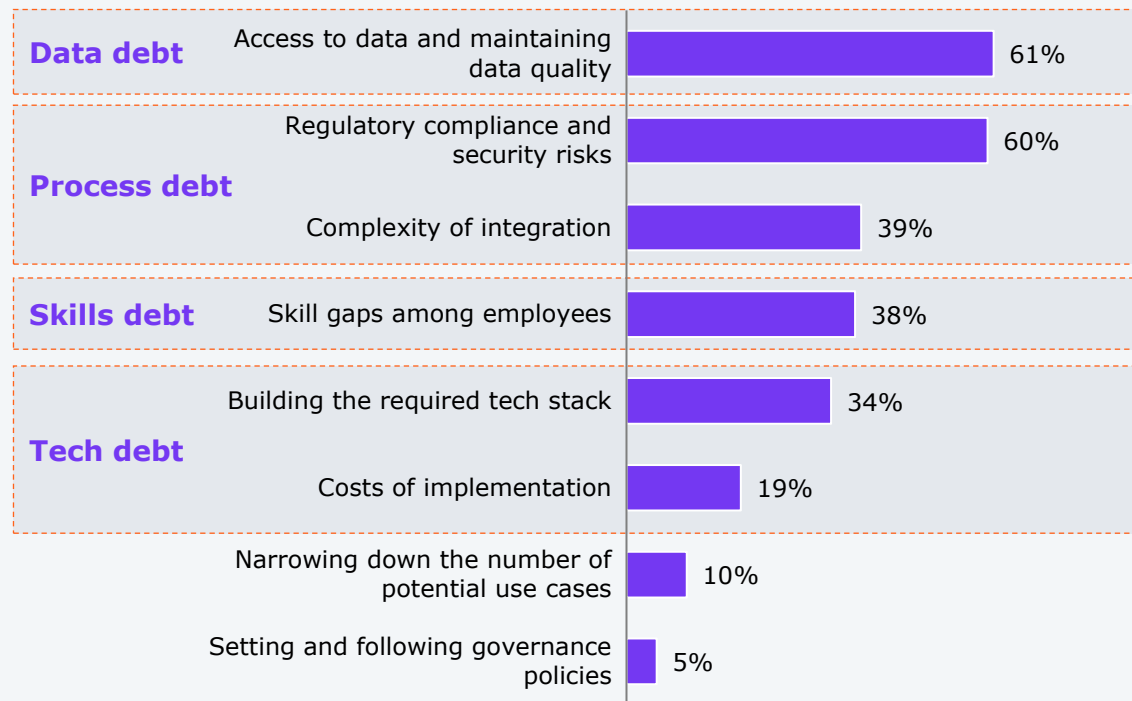 Data debt
Access to data and maintaining
data quality
61%
Process debt
Regulatory compliance and
security risks
60%
Complexity of integration
39%
Skills debt
Skill gaps among employees
38%
Tech debt
Building the required tech stack
34%
Costs of implementation
19%
Narrowing down the number of
potential use cases
10%
Setting and following governance
policies
5%